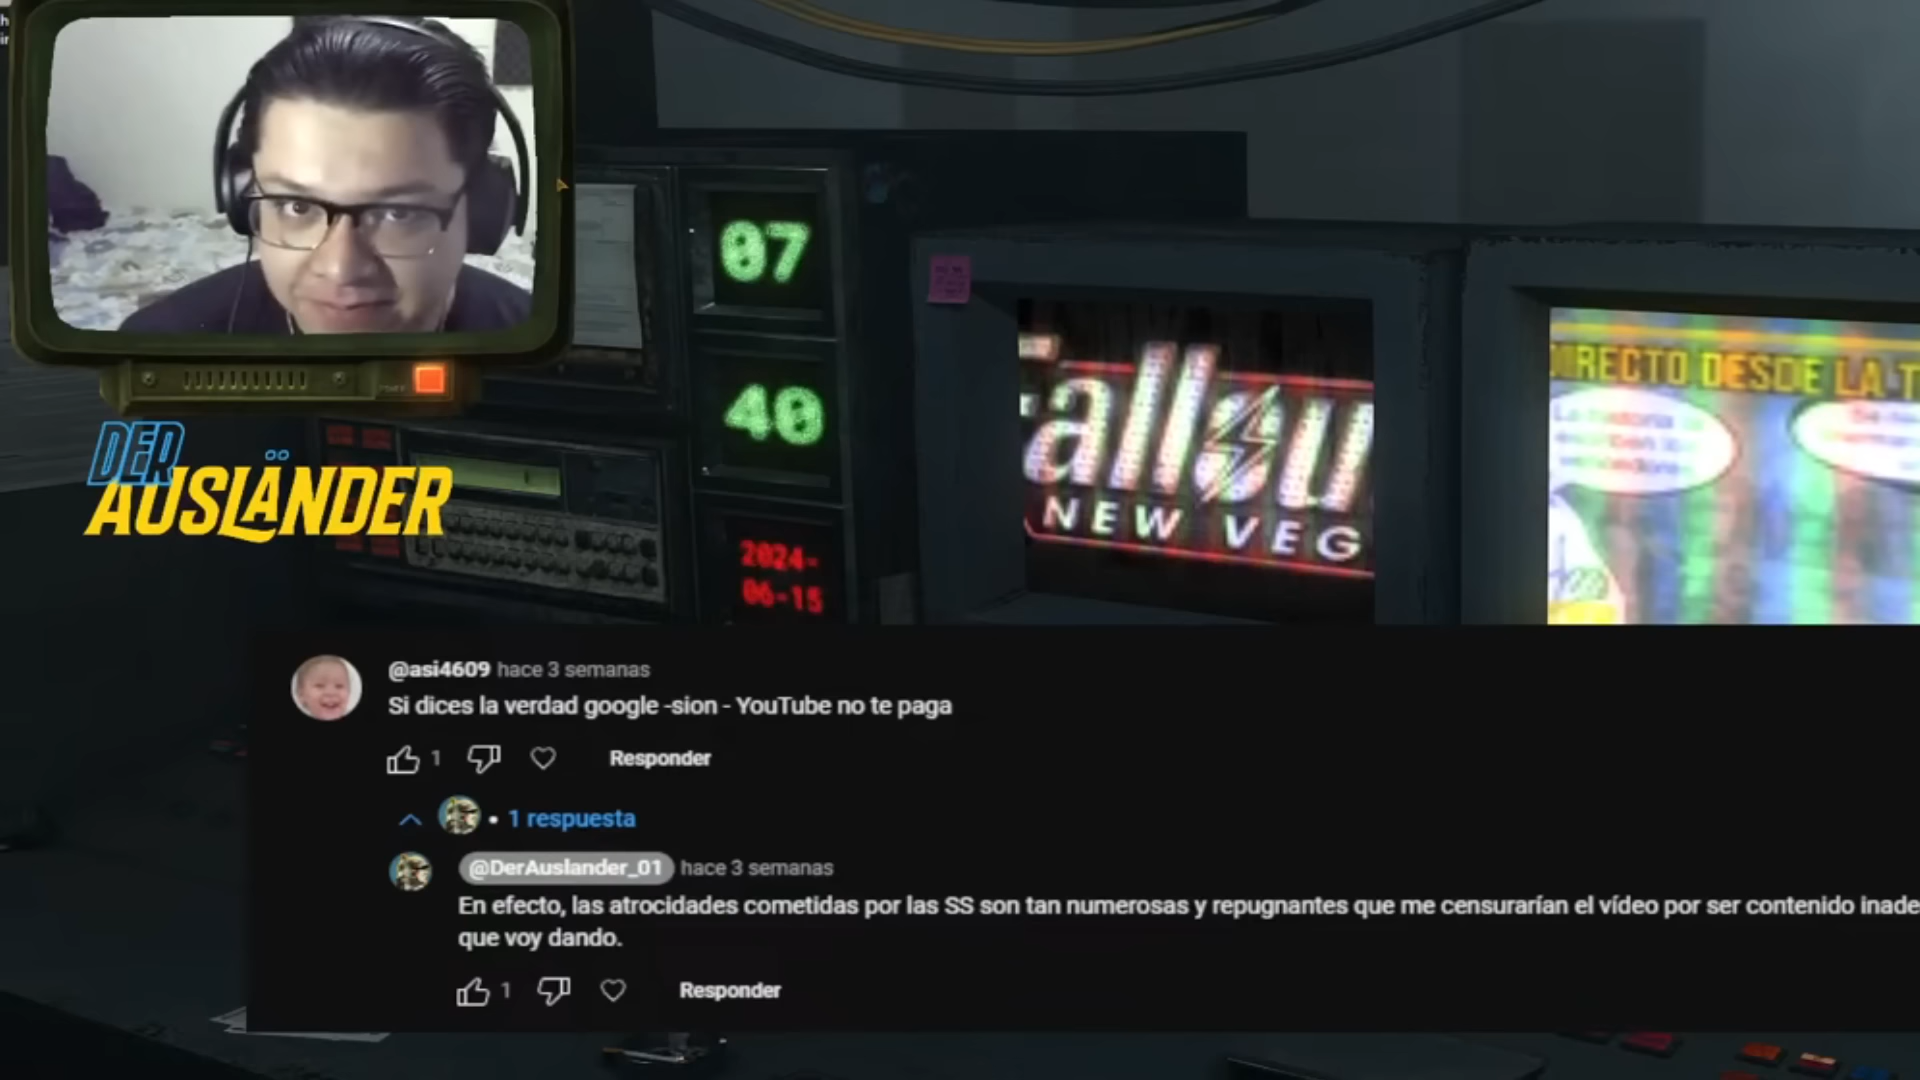 07
40
DER
AUSLÄNDER
2024-
06-15
NEW VEG
DIRECTO DESDE LA T
@asi4609 hace 3 semanas
Si dices la verdad google -sion - YouTube no te paga
1
Responder
• 1 respuesta
@DerAuslander_01 hace 3 semanas
En efecto, las atrocidades cometidas por las SS son tan numerosas y repugnantes que me censurarían el vídeo por ser contenido inade
que voy dando.
1
Responder